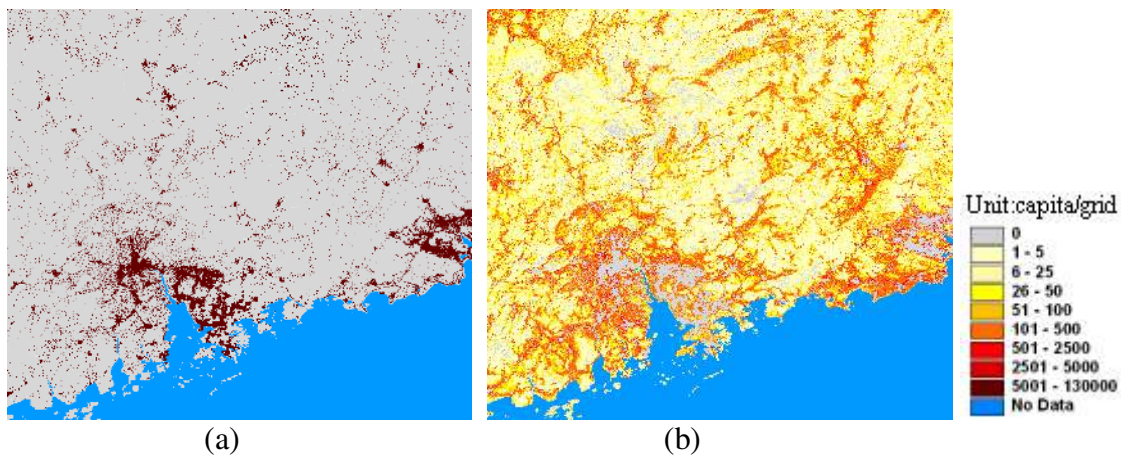 Unit:capita/grid
0
1 - 5
6 - 25
26 - 50
51 - 100
101 - 500
501 - 2500
2501 - 5000
5001 - 130000
No Data
(a)
(b)